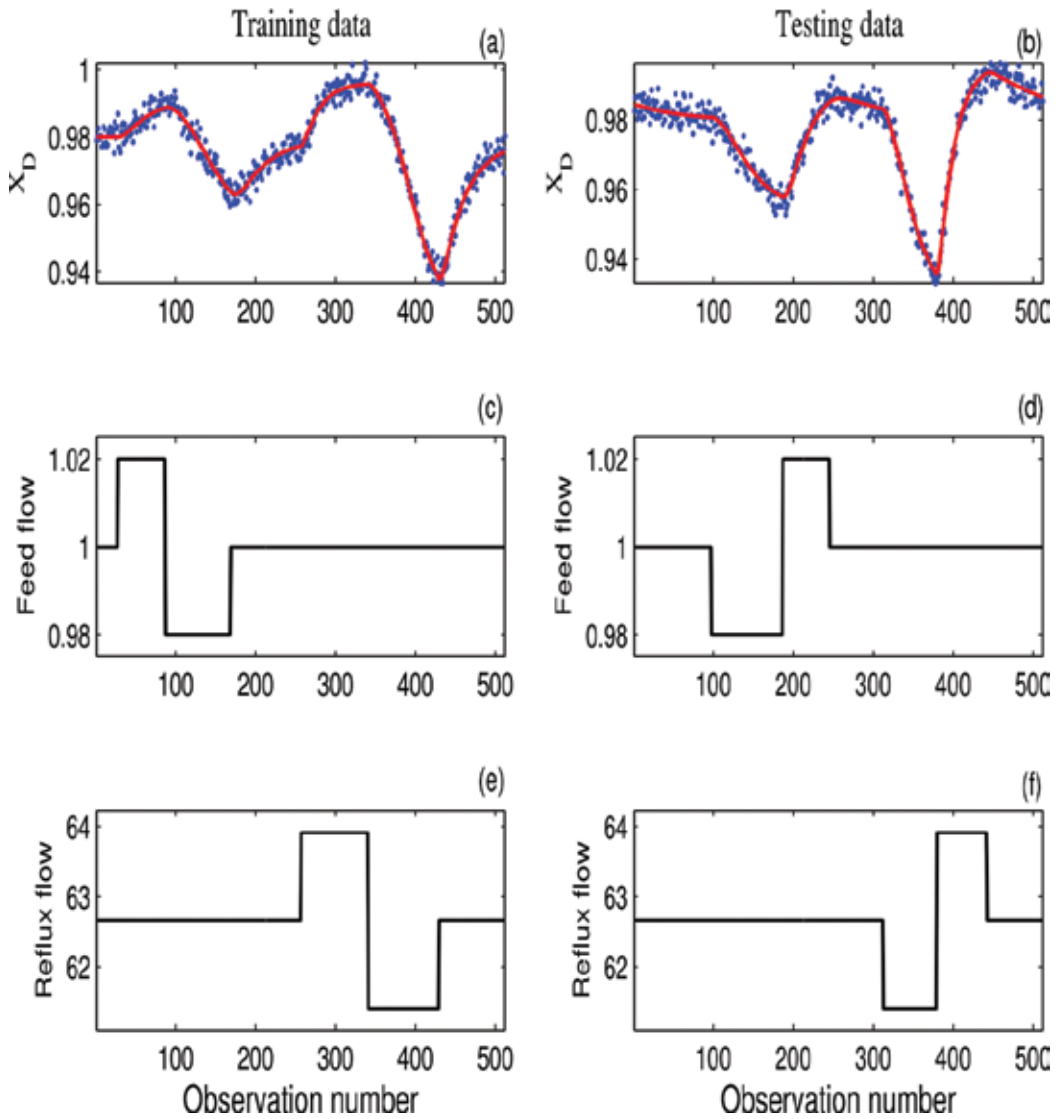 Training data
(a)
1
0.98
0.96
0.94
X_D
100 200 300 400 500
Testing data
(b)
0.98
0.96
0.94
X_D
100 200 300 400 500
(c)
1.02
1
0.98
Feed flow
100 200 300 400 500
(d)
1.02
1
0.98
Feed flow
100 200 300 400 500
(e)
64
63
62
Reflux flow
100 200 300 400 500
Observation number
(f)
64
63
62
Reflux flow
100 200 300 400 500
Observation number